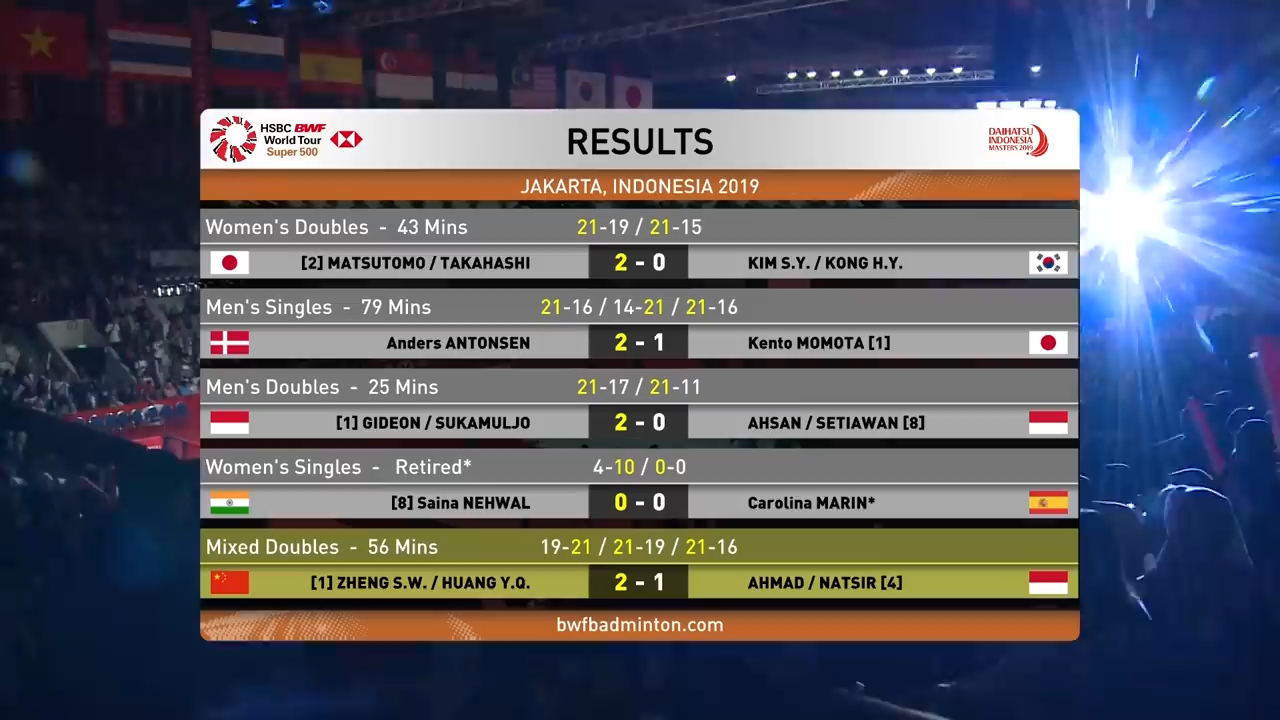 HSBC BWF
World Tour
Super 500
RESULTS
DAIHATSU
INDONESIA
MASTERS 2019
JAKARTA, INDONESIA 2019
Women's Doubles - 43 Mins 21-19 / 21-15
[2] MATSUTOMO / TAKAHASHI 2 - 0 KIM S.Y. / KONG H.Y.
Men's Singles - 79 Mins 21-16 / 14-21 / 21-16
Anders ANTONSEN 2 - 1 Kento MOMOTA [1]
Men's Doubles - 25 Mins 21-17 / 21-11
[1] GIDEON / SUKAMULJO 2 - 0 AHSAN / SETIAWAN [8]
Women's Singles - Retired* 4-10 / 0-0
[8] Saina NEHWAL 0 - 0 Carolina MARIN*
Mixed Doubles - 56 Mins 19-21 / 21-19 / 21-16
[1] ZHENG S.W. / HUANG Y.Q. 2 - 1 AHMAD / NATSIR [4]
bwfbadminton.com